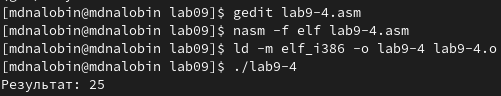 [mdnalobin@mdnalobin lab09]$ gedit lab9-4.asm
[mdnalobin@mdnalobin lab09]$ nasm -f elf lab9-4.asm
[mdnalobin@mdnalobin lab09]$ ld -m elf_i386 -o lab9-4 lab9-4.o
[mdnalobin@mdnalobin lab09]$ ./lab9-4
Результат: 25